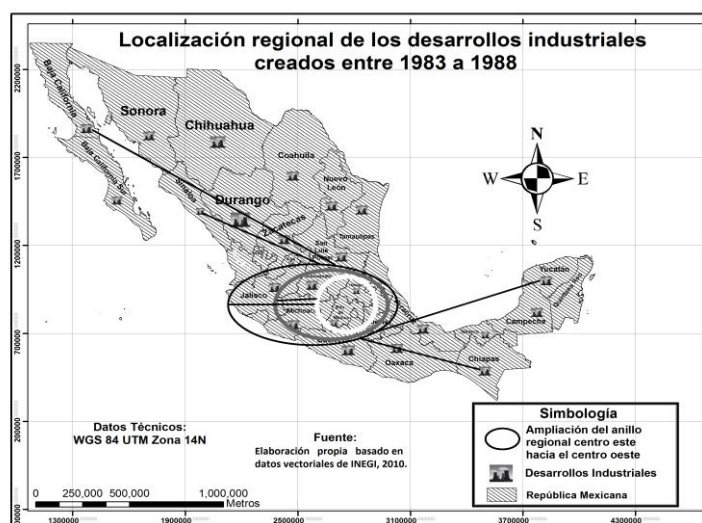 Localización regional de los desarrollos industriales
creados entre 1983 a 1988
2200000
1700000
1200000
700000
200000
Baja California
Sonora
Chihuahua
Coahuila
Baja California Sur
Sinaloa
Nuevo
León
Durango
Zacatecas
San Luis
Tamaulipas
Jalisco
Oaxaca
Chiapas
Yucatán
Quintana Roo
Campeche
N
W
E
S
Datos Técnicos:
WGS 84 UTM Zona 14N
Fuente:
Elaboración propia basado en
datos vectoriales de INEGI, 2010.
0 250,000 500,000 1,000,000
Metros
Simbología
Ampliación del anillo
regional centro este
hacia el centro oeste
Desarrollos Industriales
República Mexicana
1300000 1900000 2500000 3100000 3700000 4300000